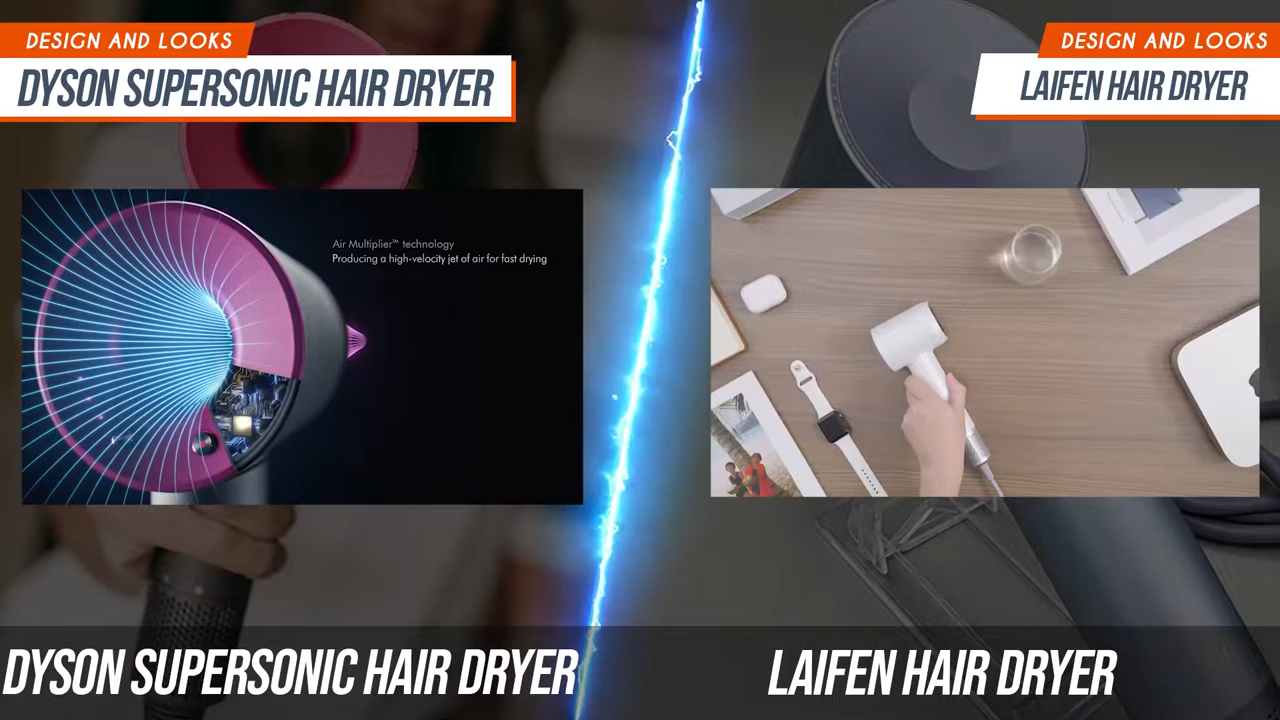 DESIGN AND LOOKS
DYSON SUPERSONIC HAIR DRYER
DESIGN AND LOOKS
LAIFEN HAIR DRYER
Air Multiplier™ technology
Producing a high-velocity jet of air for fast drying
DYSON SUPERSONIC HAIR DRYER
LAIFEN HAIR DRYER